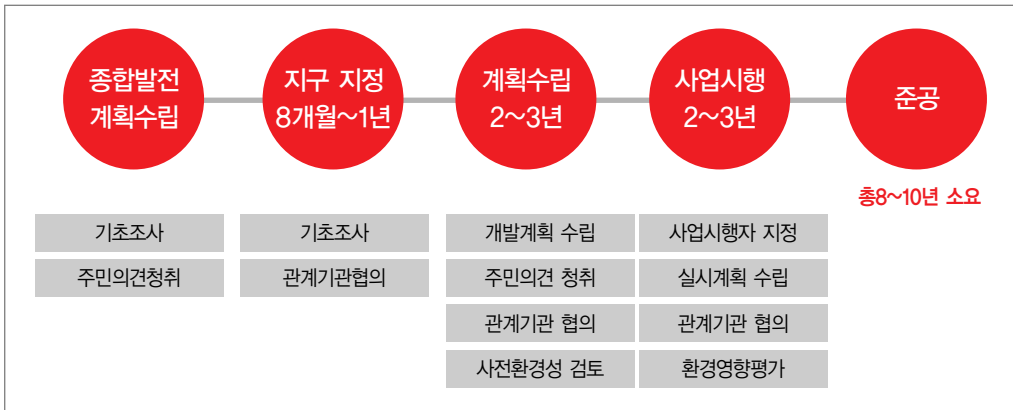 종합발전
계획수립
지구 지정
8개월~1년
계획수립
2~3년
사업시행
2~3년
준공
총8~10년 소요
기초조사
주민의견청취
기초조사
관계기관협의
개발계획 수립
주민의견 청취
관계기관 협의
사전환경성 검토
사업시행자 지정
실시계획 수립
관계기관 협의
환경영향평가